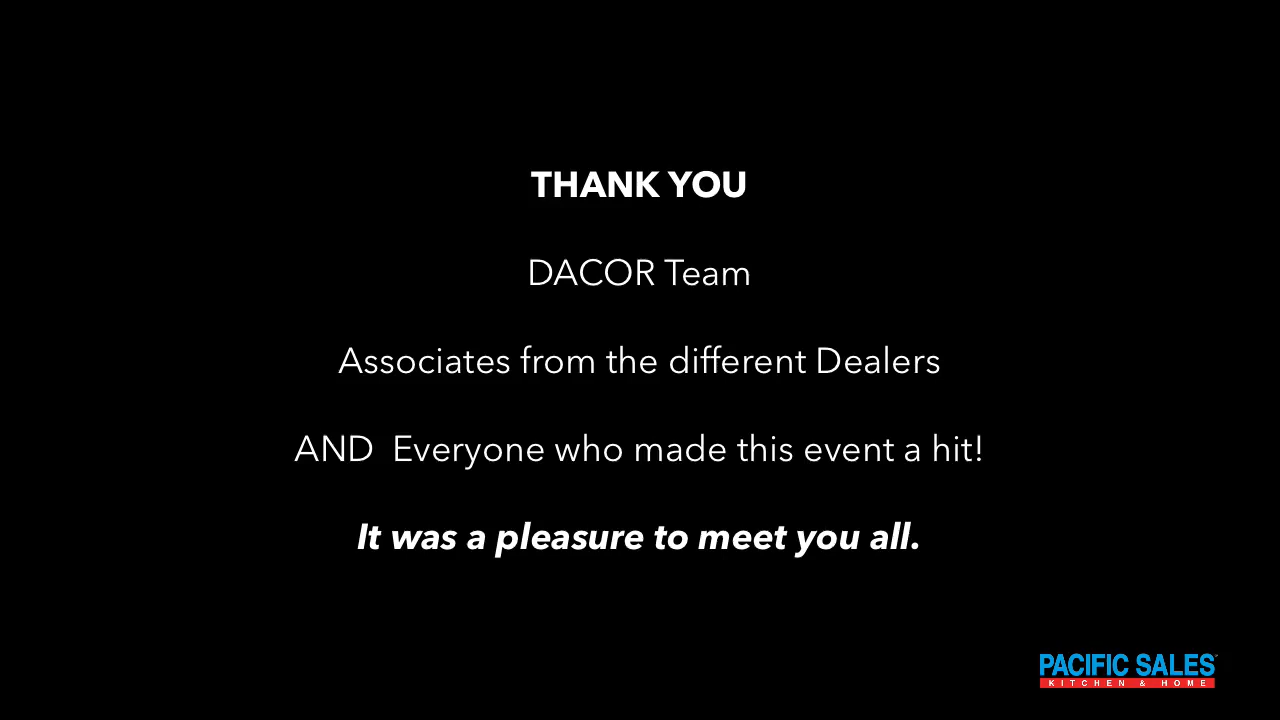 THANK YOU
DACOR Team
Associates from the different Dealers
AND  Everyone who made this event a hit!
It was a pleasure to meet you all.
PACIFIC SALES
KITCHEN & HOME